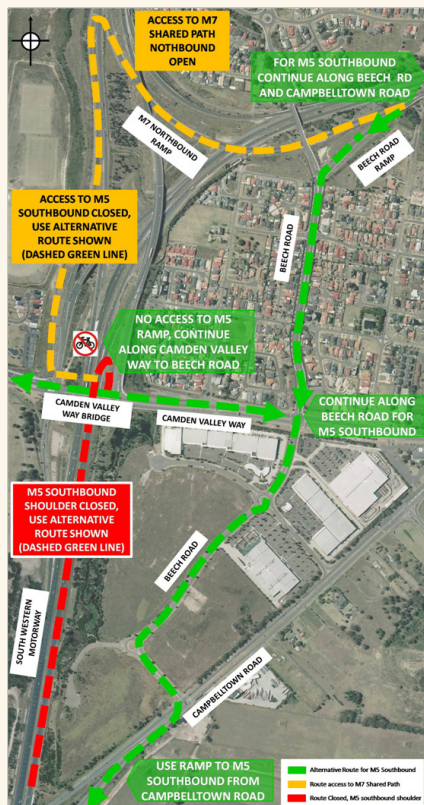 ACCESS TO M7
SHARED PATH
NOTHBOUND
OPEN
FOR M5 SOUTHBOUND
CONTINUE ALONG BEECH RD
AND CAMPBELLTOWN ROAD
M7 NORTHBOUND
RAMP
BEECH ROAD
RAMP
ACCESS TO M5
SOUTHBOUND CLOSED,
USE ALTERNATIVE
ROUTE SHOWN
(DASHED GREEN LINE)
BEECH ROAD
NO ACCESS TO M5
RAMP, CONTINUE
ALONG CAMDEN VALLEY
WAY TO BEECH ROAD
CAMDEN VALLEY
WAY BRIDGE
CAMDEN VALLEY WAY
CONTINUE ALONG
BEECH ROAD FOR
M5 SOUTHBOUND
M5 SOUTHBOUND
SHOULDER CLOSED,
USE ALTERNATIVE
ROUTE SHOWN
(DASHED GREEN LINE)
BEECH ROAD
SOUTH WESTERN
MOTORWAY
CAMPBELLTOWN ROAD
USE RAMP TO M5
SOUTHBOUND FROM
CAMPBELLTOWN ROAD
Alternative Route for M5 Southbound
Route access to M7 Shared Path
Route Closed, M5 southbound shoulder